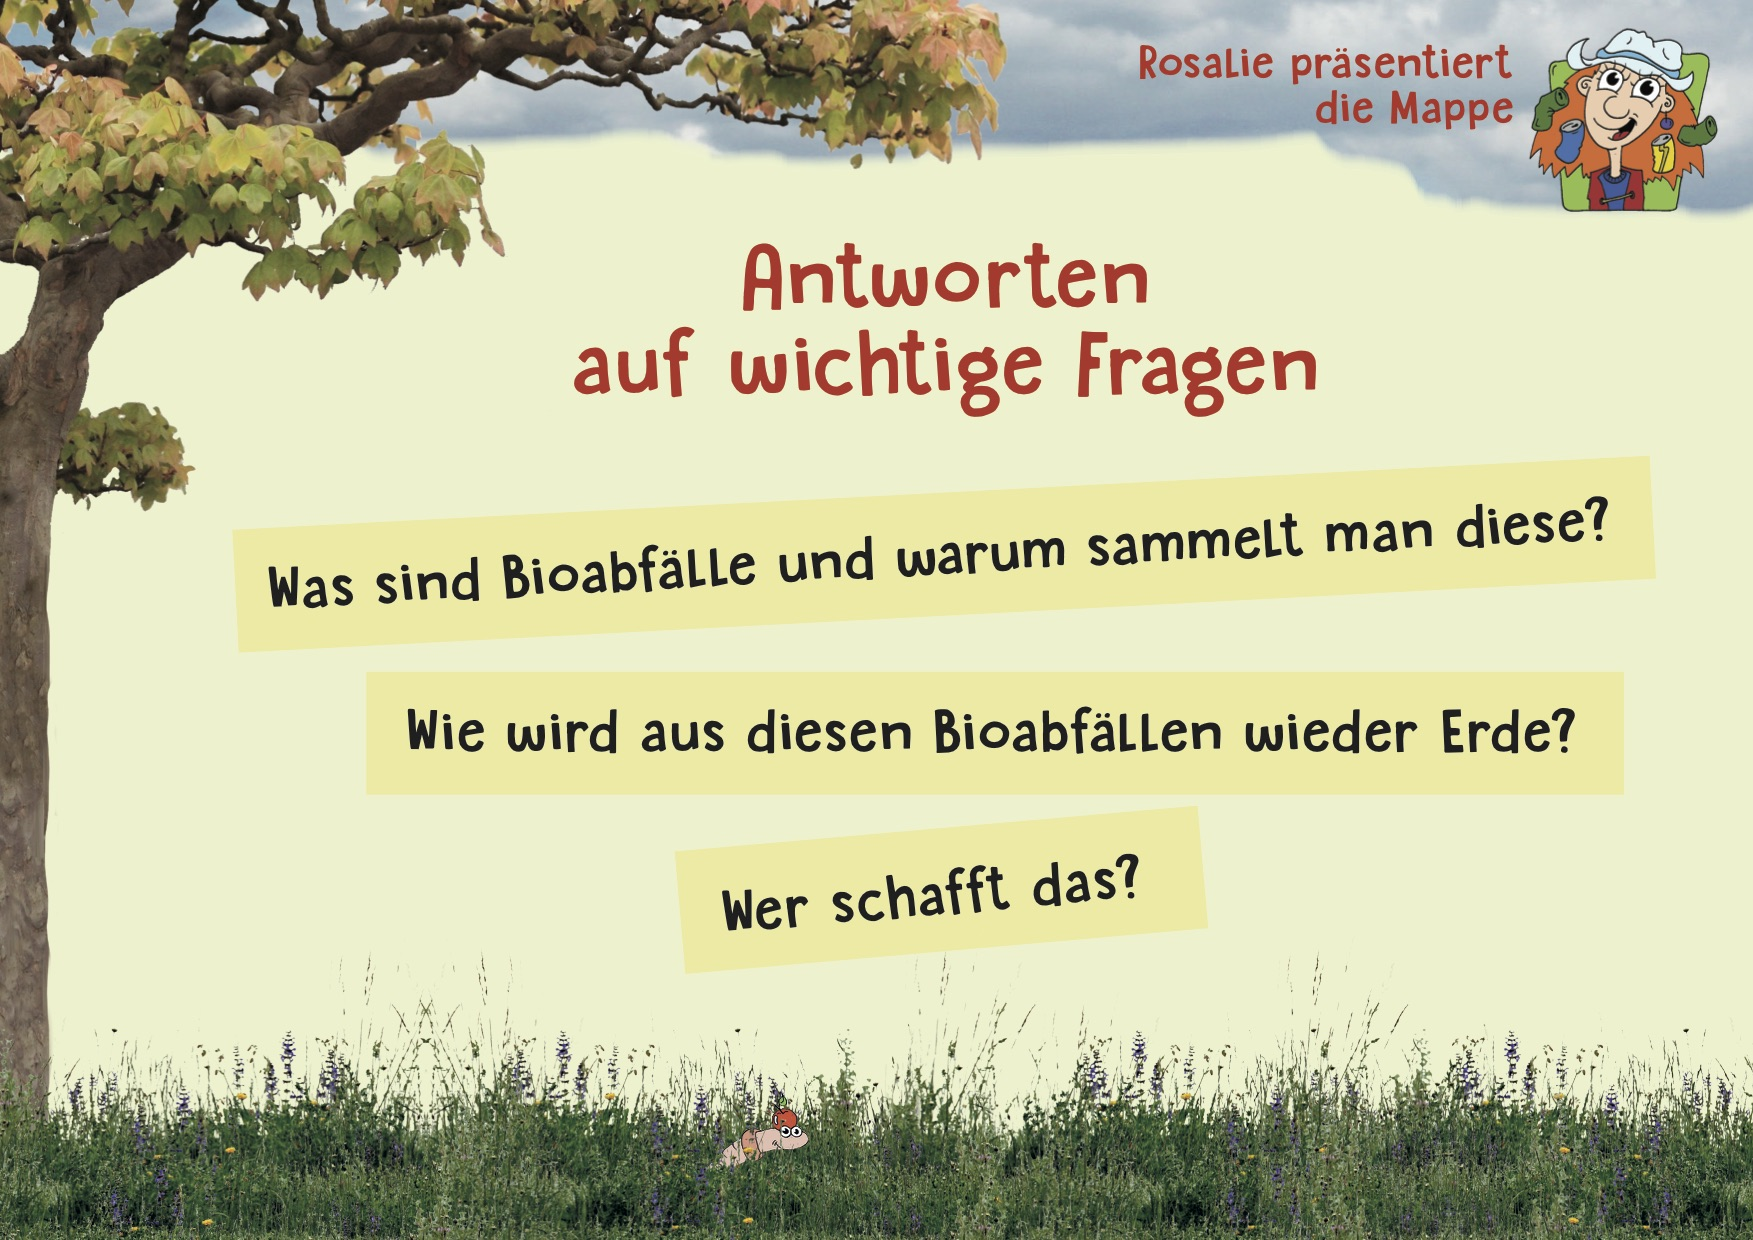 Rosalie präsentiert
die Mappe
Antworten
auf wichtige Fragen
Was sind Bioabfälle und warum sammelt man diese?
Wie wird aus diesen Bioabfällen wieder Erde?
Wer schafft das?